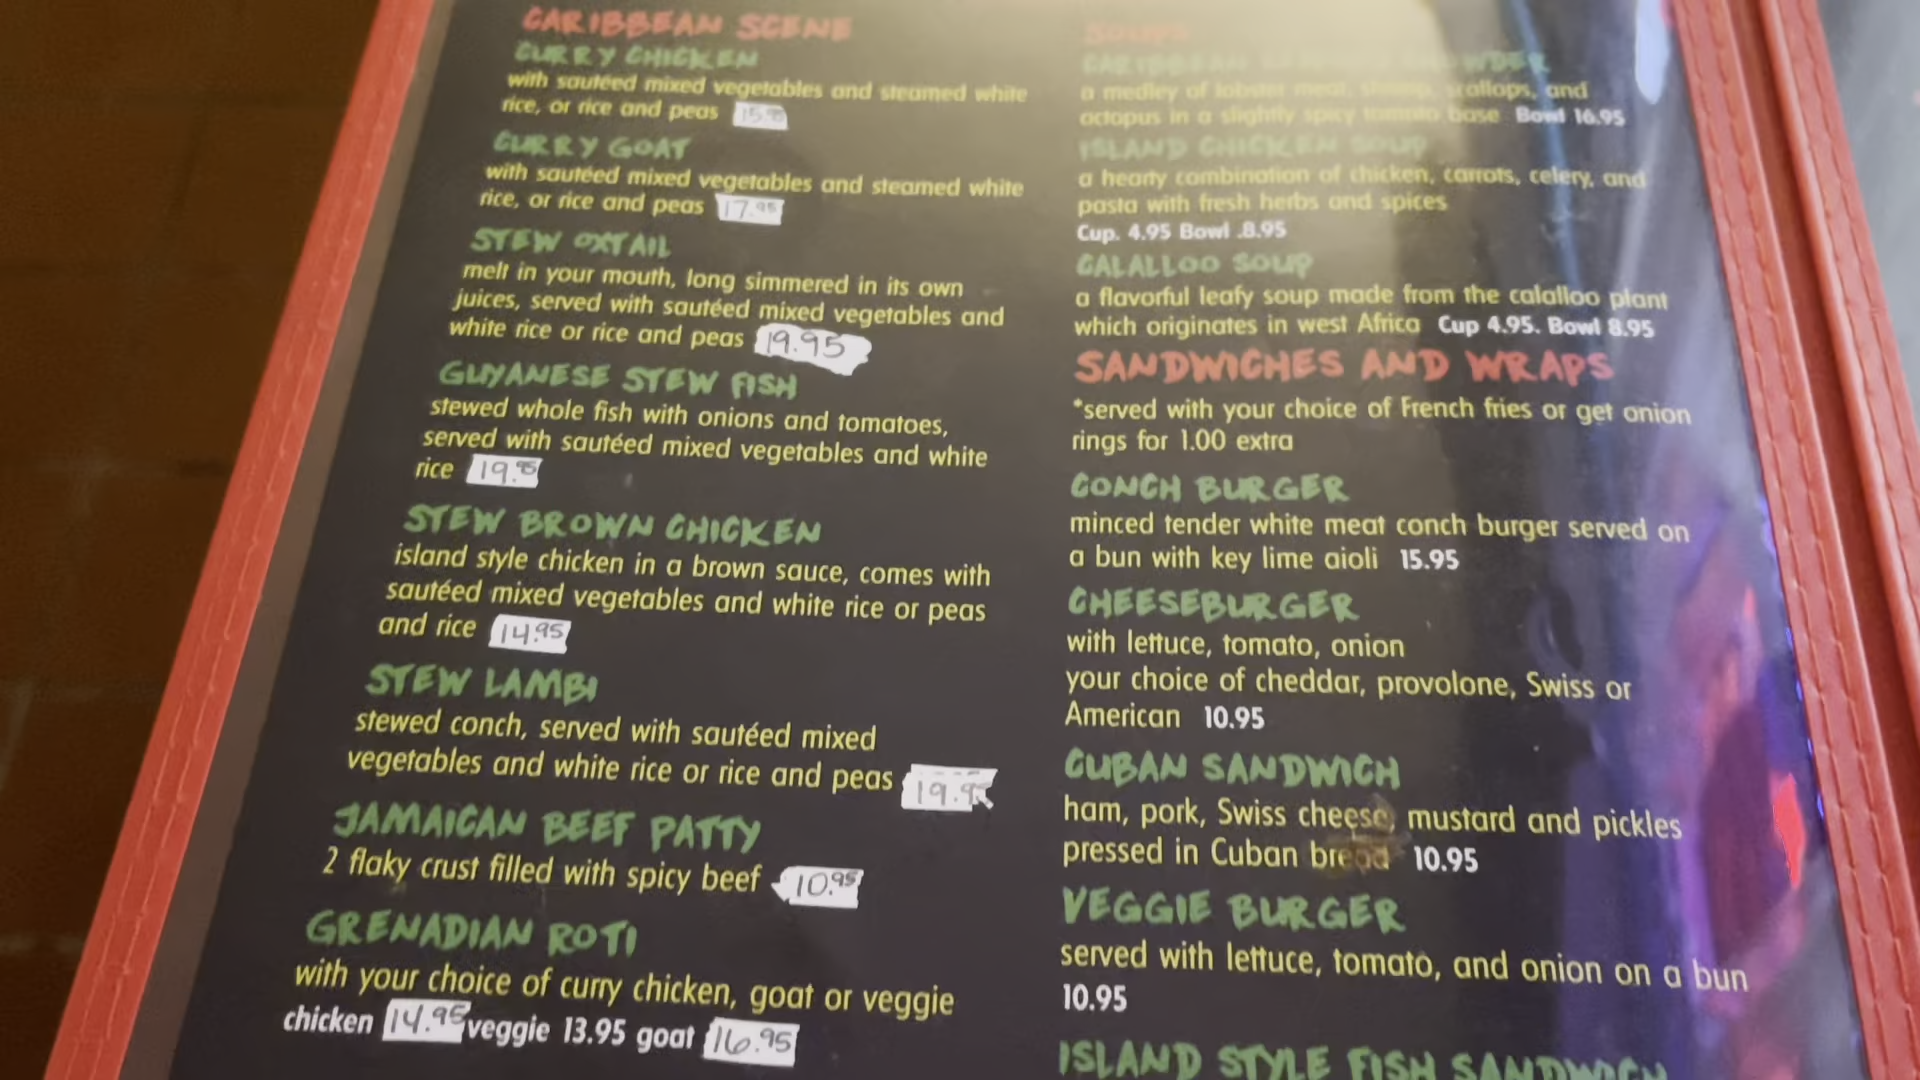 CARIBBEAN SCENE
CURRY CHICKEN
with sautéed mixed vegetables and steamed white
rice, or rice and peas 15.95
CURRY GOAT
with sautéed mixed vegetables and steamed white
rice, or rice and peas 17.95
STEW OXTAIL
melt in your mouth, long simmered in its own
juices, served with sautéed mixed vegetables and
white rice or rice and peas 19.95
GUYANESE STEW FISH
stewed whole fish with onions and tomatoes,
served with sautéed mixed vegetables and white
rice 19.95
STEW BROWN CHICKEN
island style chicken in a brown sauce, comes with
sautéed mixed vegetables and white rice or peas
and rice 14.95
STEW LAMBI
stewed conch, served with sautéed mixed
vegetables and white rice or rice and peas 19.95
JAMAICAN BEEF PATTY
2 flaky crust filled with spicy beef 10.95
GRENADIAN ROTI
with your choice of curry chicken, goat or veggie
chicken 14.95 veggie 13.95 goat 16.95
SOUPS
CARIBBEAN CHOWDER
a medley of lobster meat, shrimp, scallops, and
octopus in a slightly spicy tomato base Bowl 16.95
ISLAND CHICKEN SOUP
a hearty combination of chicken, carrots, celery, and
pasta with fresh herbs and spices
Cup. 4.95 Bowl .8.95
CALALLOO SOUP
a flavorful leafy soup made from the calalloo plant
which originates in west Africa Cup 4.95. Bowl 8.95
SANDWICHES AND WRAPS
*served with your choice of French fries or get onion
rings for 1.00 extra
CONCH BURGER
minced tender white meat conch burger served on
a bun with key lime aioli 15.95
CHEESEBURGER
with lettuce, tomato, onion
your choice of cheddar, provolone, Swiss or
American 10.95
CUBAN SANDWICH
ham, pork, Swiss cheese, mustard and pickles
pressed in Cuban bread 10.95
VEGGIE BURGER
served with lettuce, tomato, and onion on a bun
10.95
ISLAND STYLE FISH SANDWICH